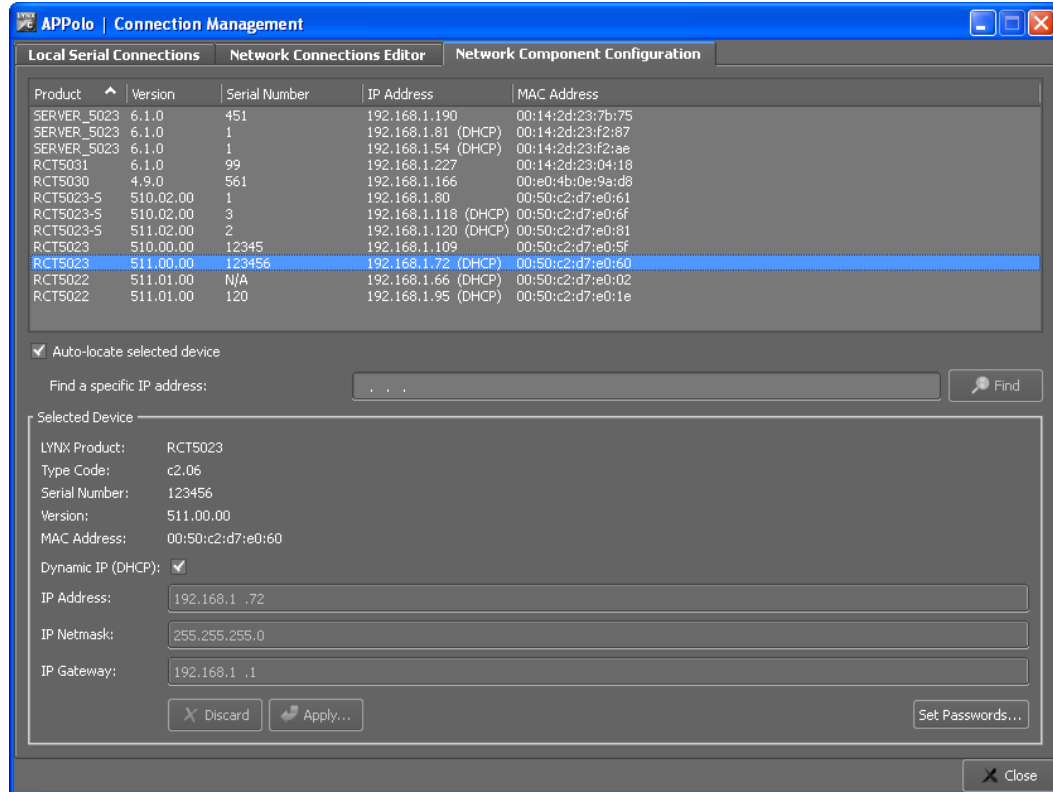 LYNX APPolo | Connection Management
Local Serial Connections Network Connections Editor Network Component Configuration
Product Version Serial Number IP Address MAC Address
SERVER_5023 6.1.0 451 192.168.1.190 00:14:2d:23:7b:75
SERVER_5023 6.1.0 1 192.168.1.81 (DHCP) 00:14:2d:23:f2:87
SERVER_5023 6.1.0 1 192.168.1.54 (DHCP) 00:14:2d:23:f2:ae
RCT5031 6.1.0 99 192.168.1.227 00:14:2d:23:04:18
RCT5030 4.9.0 561 192.168.1.166 00:e0:4b:0e:9a:d8
RCT5023-S 510.02.00 1 192.168.1.80 00:50:c2:d7:e0:61
RCT5023-S 510.02.00 3 192.168.1.118 (DHCP) 00:50:c2:d7:e0:6f
RCT5023-S 511.02.00 2 192.168.1.120 (DHCP) 00:50:c2:d7:e0:81
RCT5023 510.00.00 12345 192.168.1.109 00:50:c2:d7:e0:5f
RCT5023 511.00.00 123456 192.168.1.72 (DHCP) 00:50:c2:d7:e0:60
RCT5022 511.01.00 N/A 192.168.1.66 (DHCP) 00:50:c2:d7:e0:02
RCT5022 511.01.00 120 192.168.1.95 (DHCP) 00:50:c2:d7:e0:1e
Auto-locate selected device
Find a specific IP address: . . . Find
Selected Device
LYNX Product: RCT5023
Type Code: c2.06
Serial Number: 123456
Version: 511.00.00
MAC Address: 00:50:c2:d7:e0:60
Dynamic IP (DHCP):
IP Address: 192.168.1 .72
IP Netmask: 255.255.255.0
IP Gateway: 192.168.1 .1
Discard Apply... Set Passwords...
Close